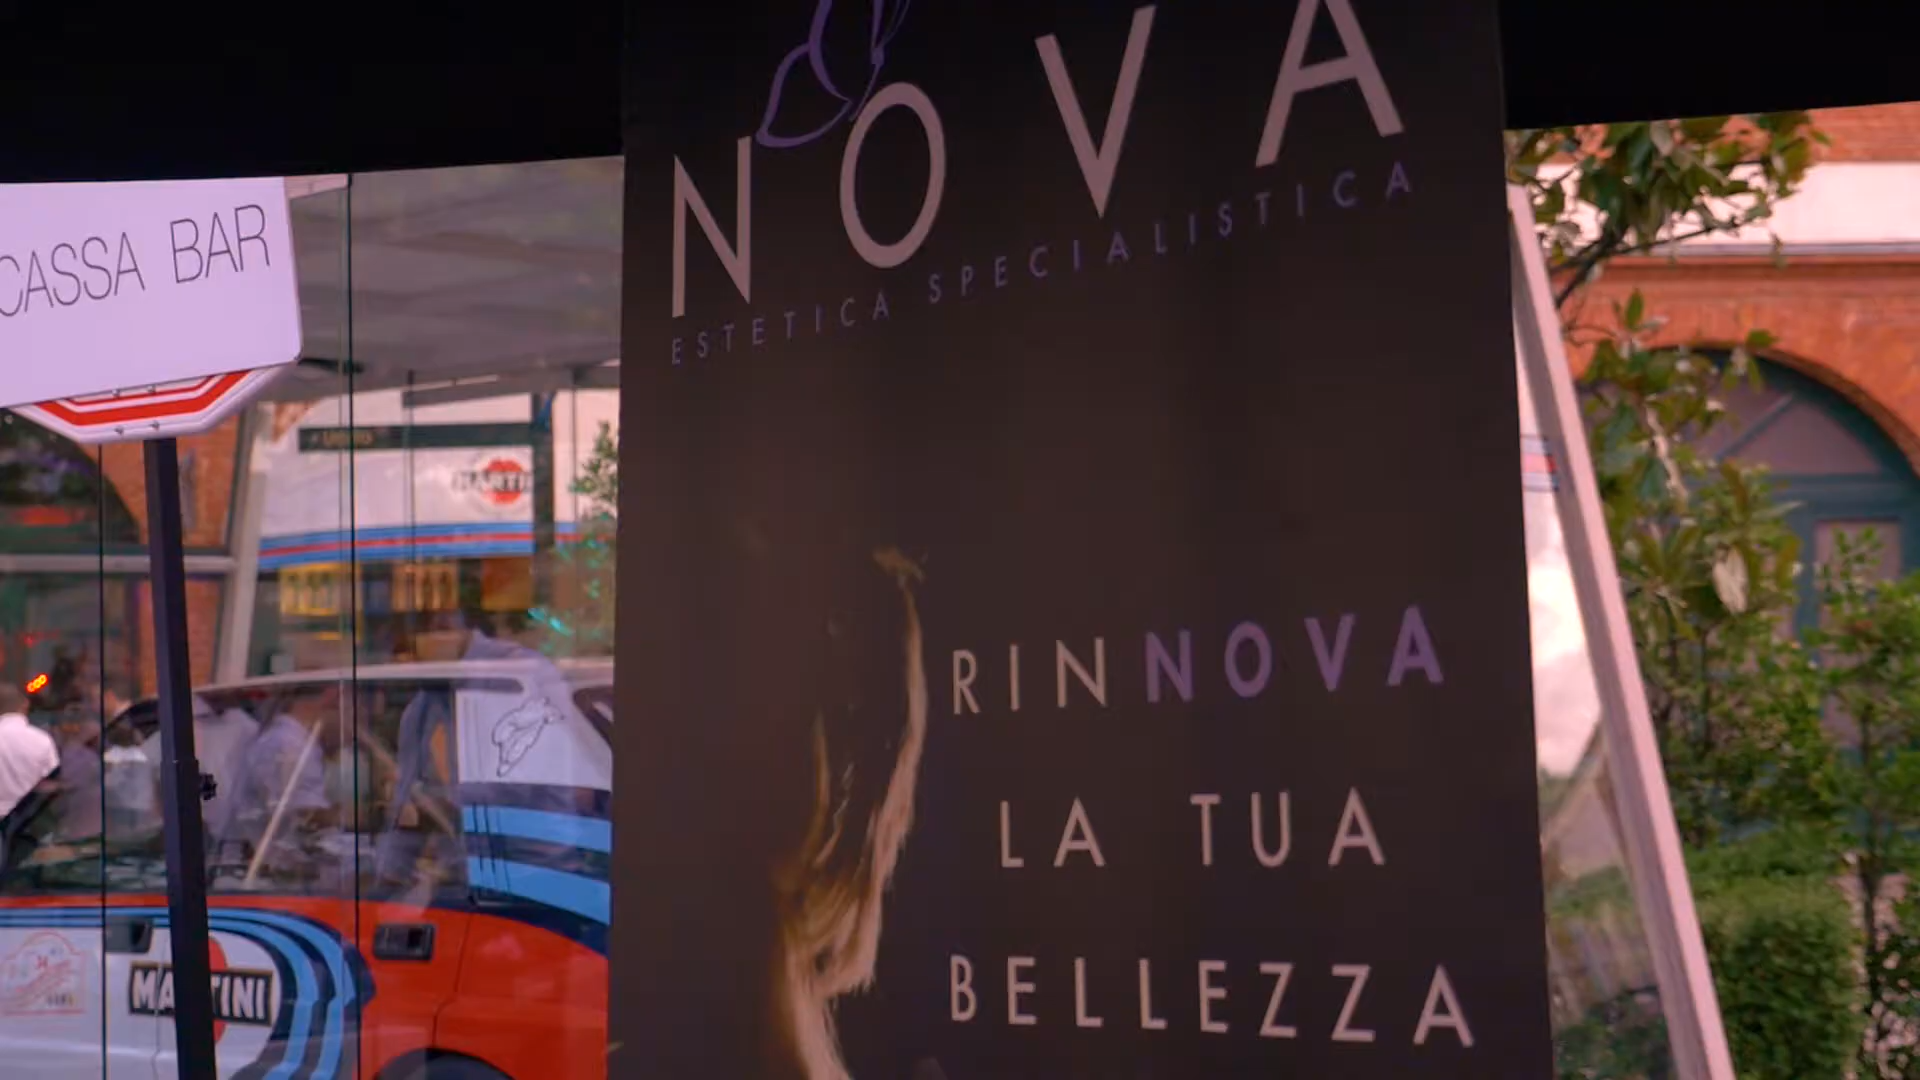 NOVA
ESTETICA SPECIALISTICA
CASSA BAR
MARTINI
RINNOVA
LA TUA
BELLEZZA
MARTINI